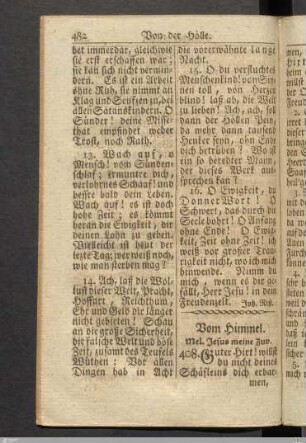 482 Von der Hölle.
bet immerdar, gleichwie
sie erst erschaffen war;
sie kan sich nicht vermin-
dern. Es ist ein Arbeit
ohne Ruh, sie nimmt an
Klag und Seufzen zu, bei
allen Satanskindern. O
Sünder! deine Misse-
that empfindet weder
Trost, noch Rath.
13. Wach auf, o
Mensch! vom Sünden-
schlaf; ermuntre dich,
verlohrnes Schaaf! und
bessre bald dein Leben.
Wach auf! es ist doch
hohe Zeit; es kömmt
heran die Ewigkeit, dir
deinen Lohn zu geben.
Vielleicht ist heut der
letzte Tag; wer weiß noch,
wie man sterben mag?
14. Ach, laß die Wol-
lust dieser Welt, Pracht,
Hoffart, Reichthum,
Ehr und Geld dir länger
nicht gebieten! Schau
an die große Sicherheit,
die falsche Welt und böse
Zeit, zusamt des Teufels
Wüthen: Vor allen
Dingen hab in Acht
die vorerwähnte lange
Nacht.
15. O du verfluchtes
Menschenkind! von Sin-
nen toll, von Herzen
blind! laß ab, die Welt
zu lieben! Ach, ach, soll
dann der Höllen Pein,
da mehr dann tausend
Henker seyn, ohn Ende
dich betrüben? Wo ist
ein so beredter Mann,
der dieses Werk aus-
sprechen kan?
16. O Ewigkeit, du
Donner Wort! O
Schwert, das durch die
Seele bohrt! O Anfang
ohne Ende! O Ewig-
keit, Zeit ohne Zeit! ich
weiß vor großer Trau-
rigkeit nicht, wo ich mich
hinwende. Nimm du
mich, wenn es dir ge-
fällt, Herr Jesu! in dein
Freudenzelt.
Joh. Rist.
Vom Himmel.
Mel. Jesus meine Zuv.
408. Guter Hirt! willst
du nicht deines
Schäfleins dich erbar-
men,